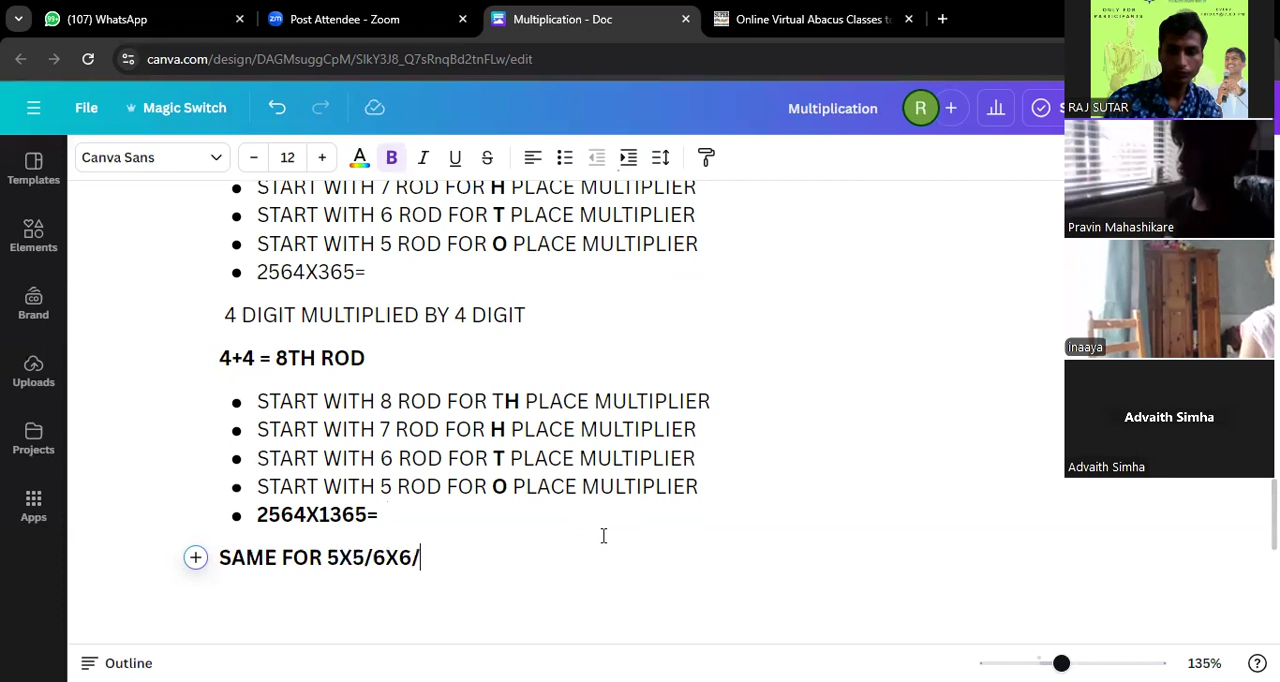 (107) WhatsApp
Post Attendee - Zoom
Multiplication - Doc
Online Virtual Abacus Classes t
canva.com/design/DAGMsuggCpM/SlkY3J8_Q7sRnqBd2tnFLw/edit
File
Magic Switch
Multiplication
R
S
Canva Sans
12
A
B
I
U
S
Templates
Elements
Brand
Uploads
Projects
Apps
START WITH 7 ROD FOR H PLACE MULTIPLIER
START WITH 6 ROD FOR T PLACE MULTIPLIER
START WITH 5 ROD FOR O PLACE MULTIPLIER
2564X365=
4 DIGIT MULTIPLIED BY 4 DIGIT
4+4 = 8TH ROD
START WITH 8 ROD FOR TH PLACE MULTIPLIER
START WITH 7 ROD FOR H PLACE MULTIPLIER
START WITH 6 ROD FOR T PLACE MULTIPLIER
START WITH 5 ROD FOR O PLACE MULTIPLIER
2564X1365=
SAME FOR 5X5/6X6/
Outline
135%
ONLY FOR
PARTICIPANTS
RAJ SUTAR
Pravin Mahashikare
inaaya
Advaith Simha
Advaith Simha